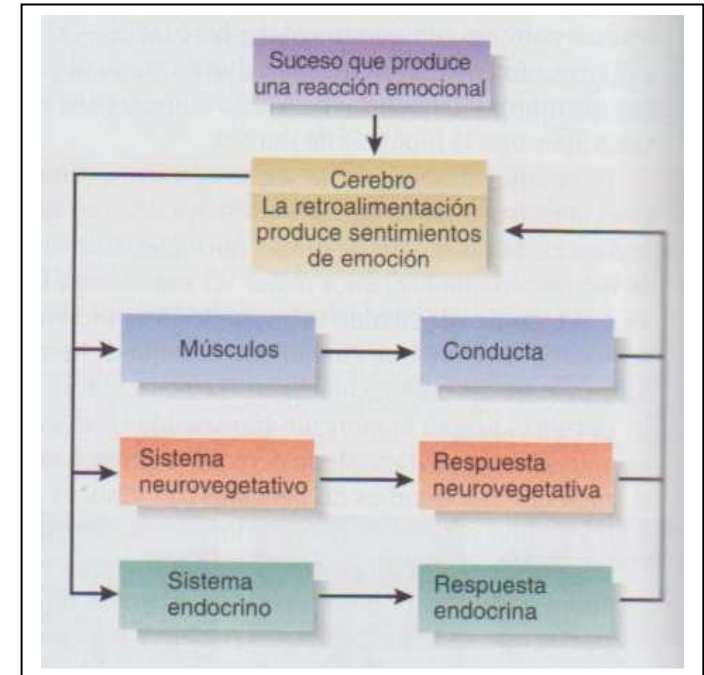 Suceso que produce
una reacción emocional
Cerebro
La retroalimentación
produce sentimientos
de emoción
Músculos
Conducta
Sistema
neurovegetativo
Respuesta
neurovegetativa
Sistema
endocrino
Respuesta
endocrina